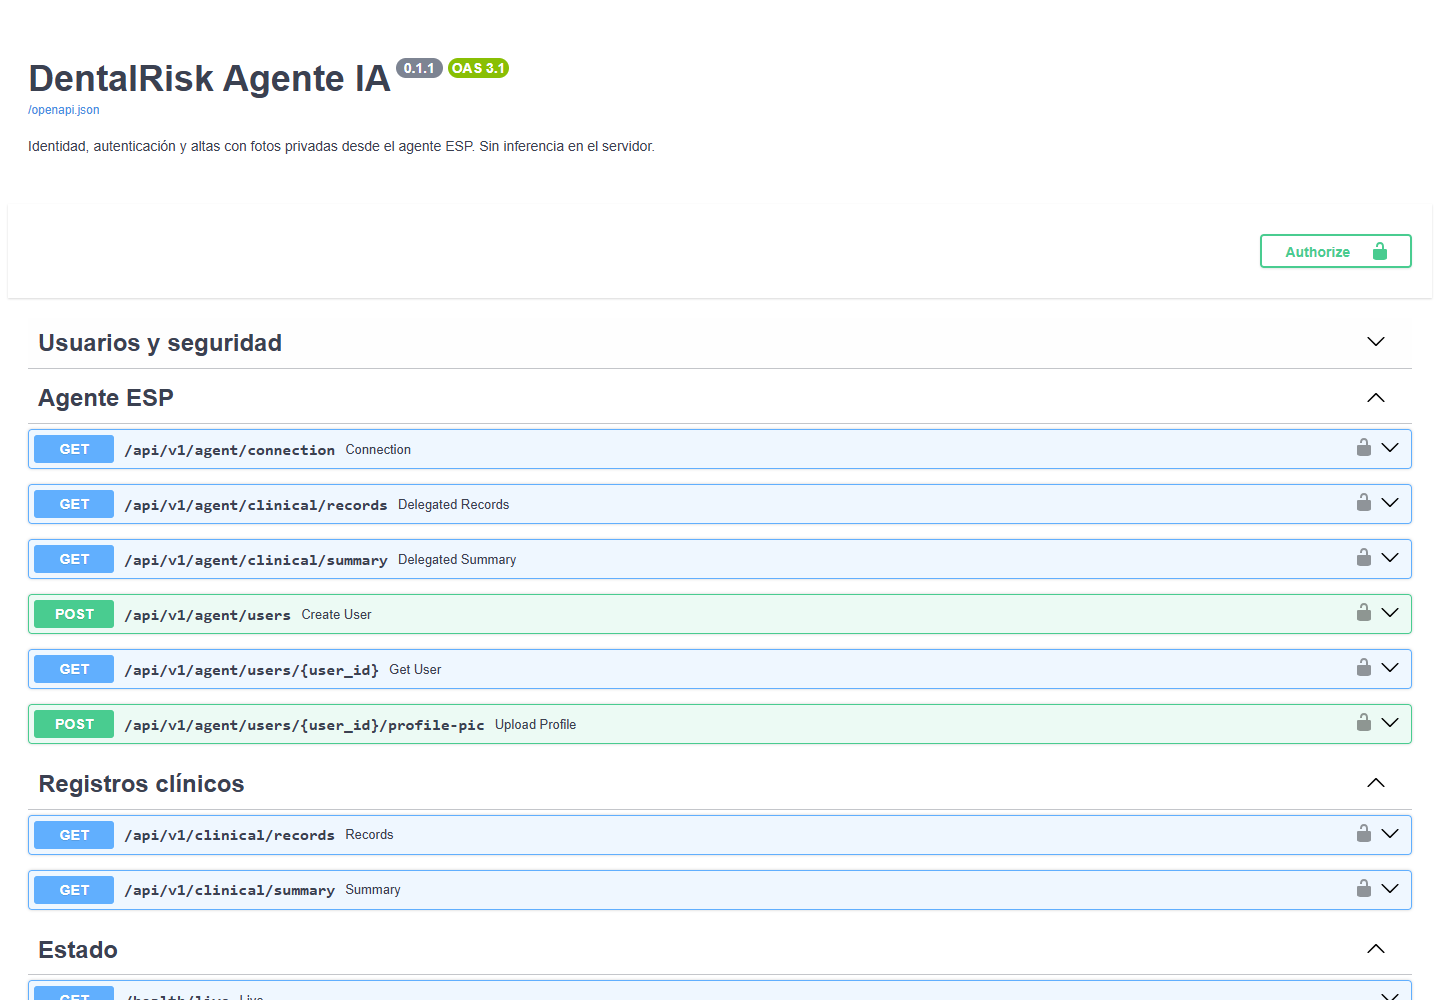 DentalRisk Agente IA 0.1.1 OAS 3.1
/openapi.json
Identidad, autenticación y altas con fotos privadas desde el agente ESP. Sin inferencia en el servidor.
Authorize
Usuarios y seguridad
Agente ESP
GET /api/v1/agent/connection Connection
GET /api/v1/agent/clinical/records Delegated Records
GET /api/v1/agent/clinical/summary Delegated Summary
POST /api/v1/agent/users Create User
GET /api/v1/agent/users/{user_id} Get User
POST /api/v1/agent/users/{user_id}/profile-pic Upload Profile
Registros clínicos
GET /api/v1/clinical/records Records
GET /api/v1/clinical/summary Summary
Estado
GET /health/live Live